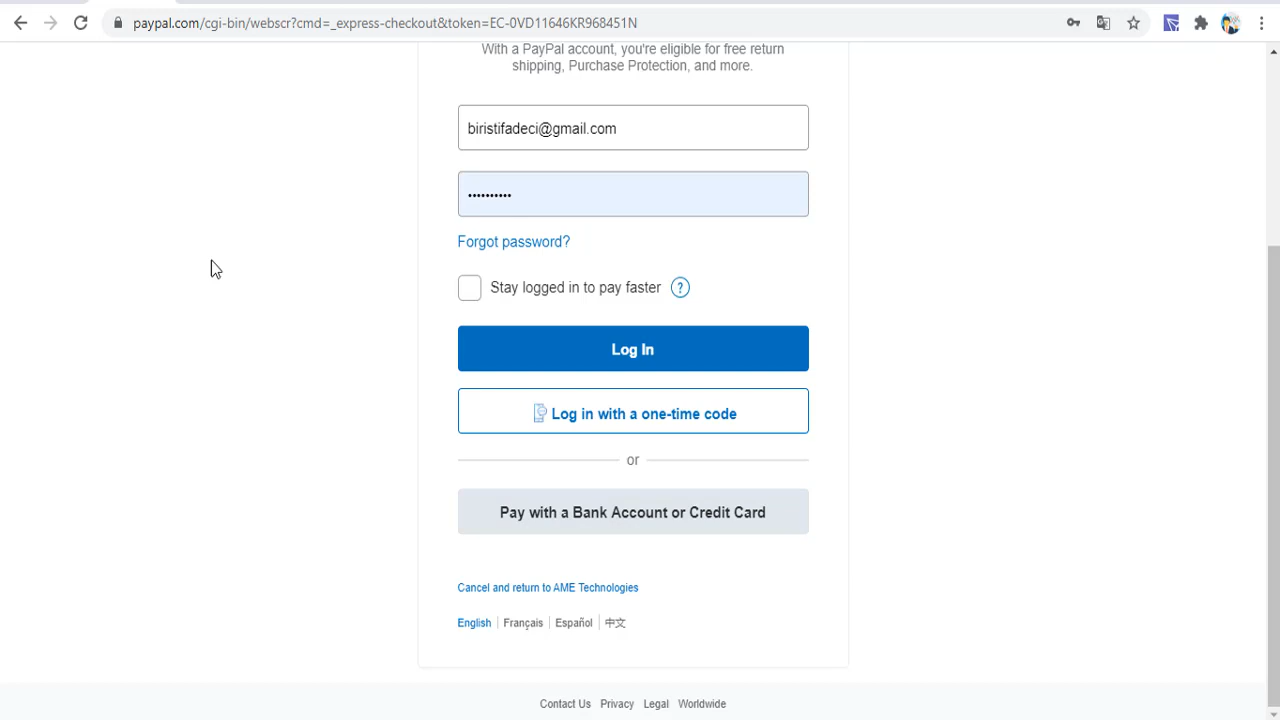 paypal.com/cgi-bin/webscr?cmd=_express-checkout&token=EC-0VD11646KR968451N
With a PayPal account, you're eligible for free return
shipping, Purchase Protection, and more.
biristifadeci@gmail.com
••••••••••
Forgot password?
Stay logged in to pay faster ?
Log In
Log in with a one-time code
or
Pay with a Bank Account or Credit Card
Cancel and return to AME Technologies
English Français Español 中文
Contact Us Privacy Legal Worldwide